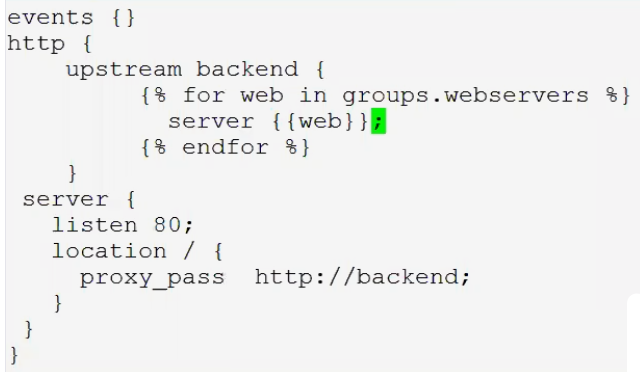 events {}
http {
    upstream backend {
         {% for web in groups.webservers %}
           server {{web}};
         {% endfor %}
    }
 server {
   listen 80;
   location / {
     proxy_pass  http://backend;
   }
 }
}